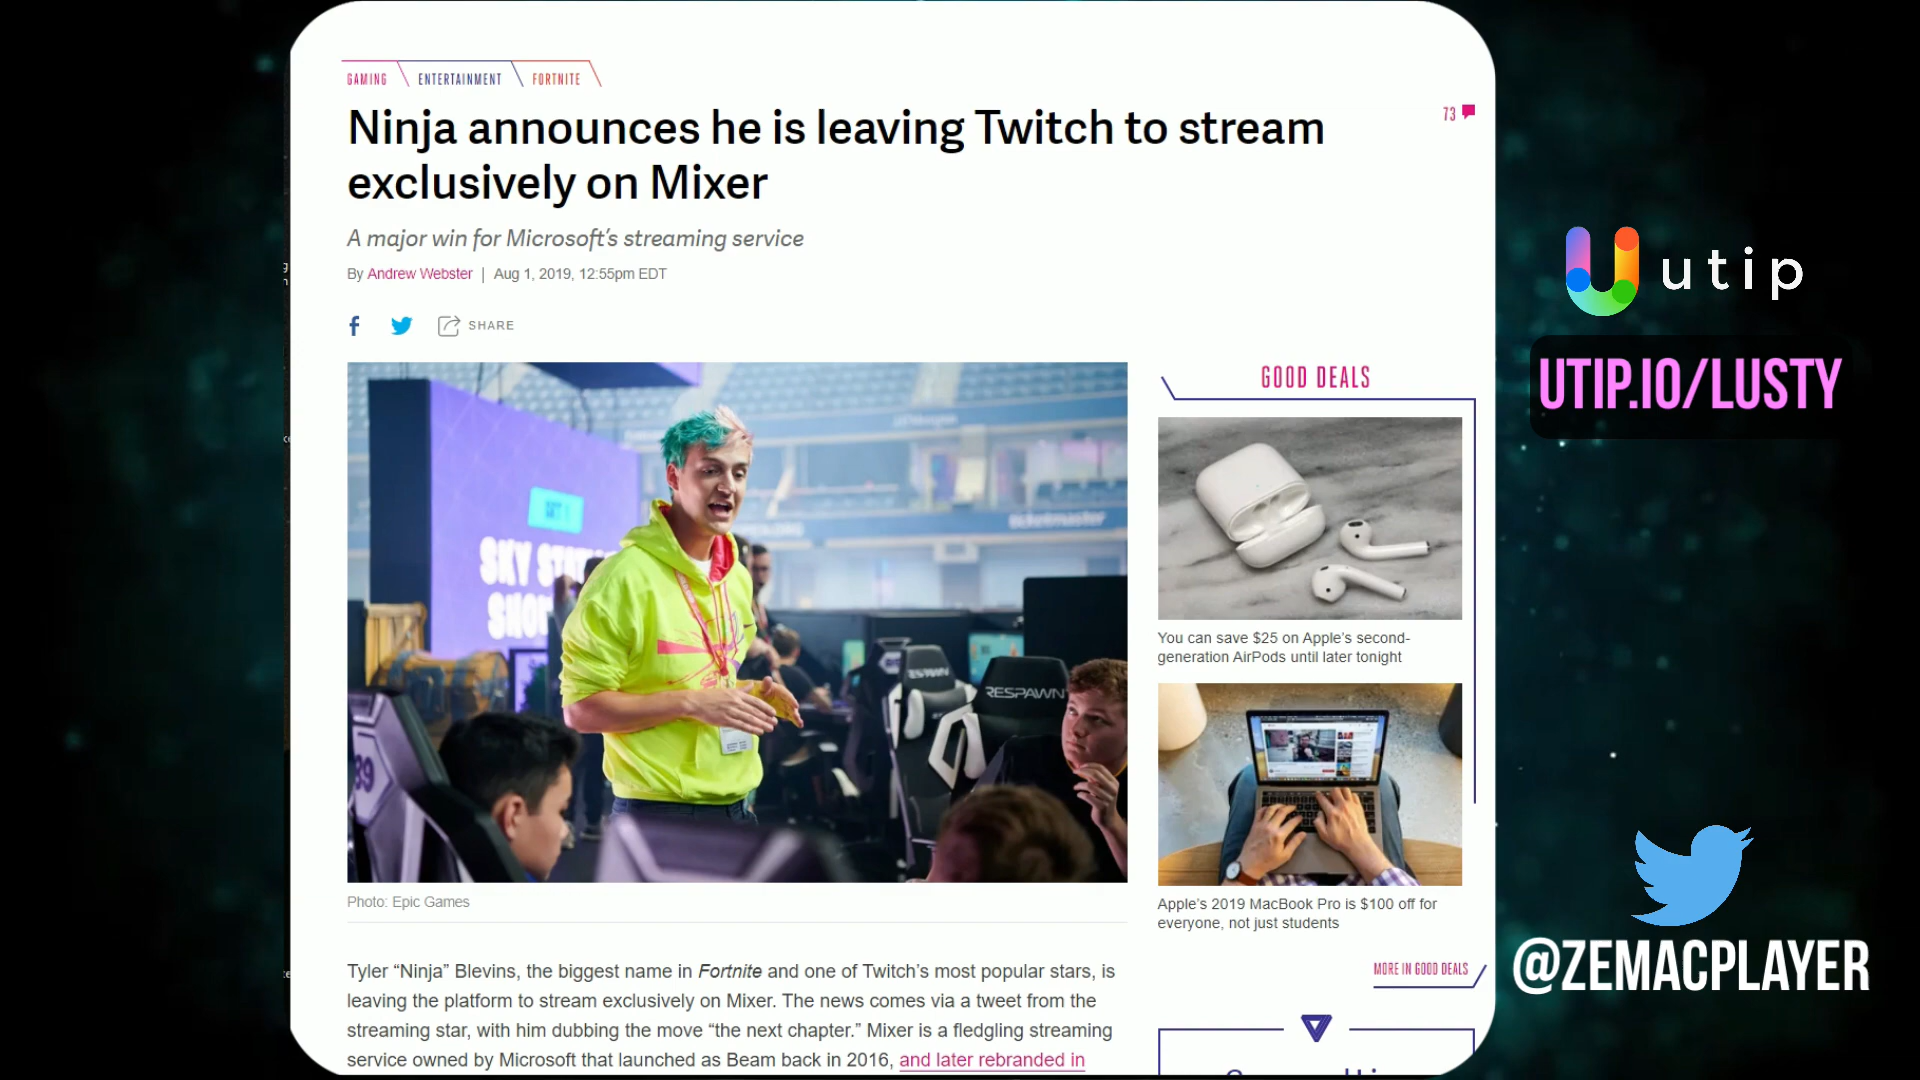 GAMING ENTERTAINMENT FORTNITE
Ninja announces he is leaving Twitch to stream
exclusively on Mixer
73
A major win for Microsoft's streaming service
By Andrew Webster | Aug 1, 2019, 12:55pm EDT
SHARE
SKY
RESPAWN
RESPAWN
89
Photo: Epic Games
Tyler “Ninja” Blevins, the biggest name in Fortnite and one of Twitch’s most popular stars, is
leaving the platform to stream exclusively on Mixer. The news comes via a tweet from the
streaming star, with him dubbing the move “the next chapter.” Mixer is a fledgling streaming
service owned by Microsoft that launched as Beam back in 2016, and later rebranded in
GOOD DEALS
You can save $25 on Apple’s second-
generation AirPods until later tonight
Apple’s 2019 MacBook Pro is $100 off for
everyone, not just students
MORE IN GOOD DEALS
utip
UTIP.IO/LUSTY
@ZEMACPLAYER